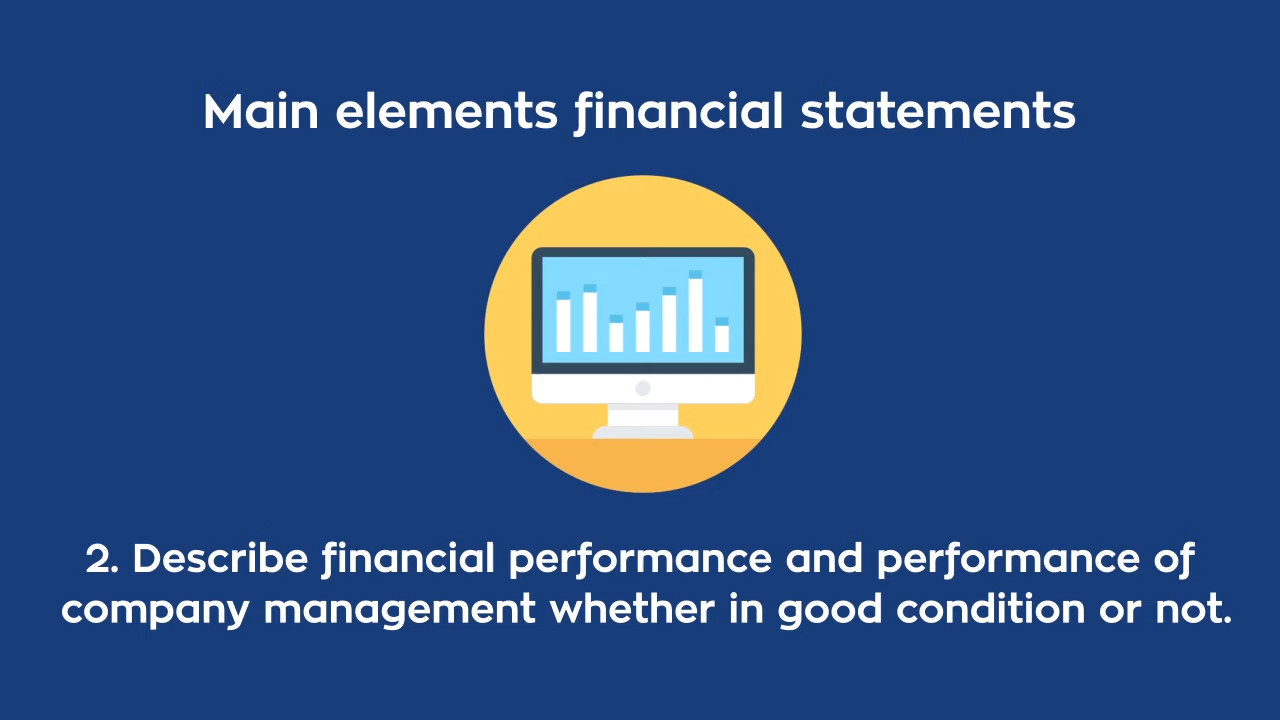 Main elements financial statements
2. Describe financial performance and performance of
company management whether in good condition or not.